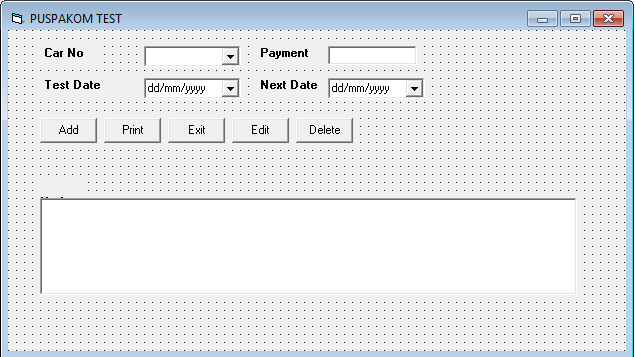 PUSPAKOM TEST
Car No Payment
Test Date dd/mm/yyyy Next Date dd/mm/yyyy
Add Print Exit Edit Delete